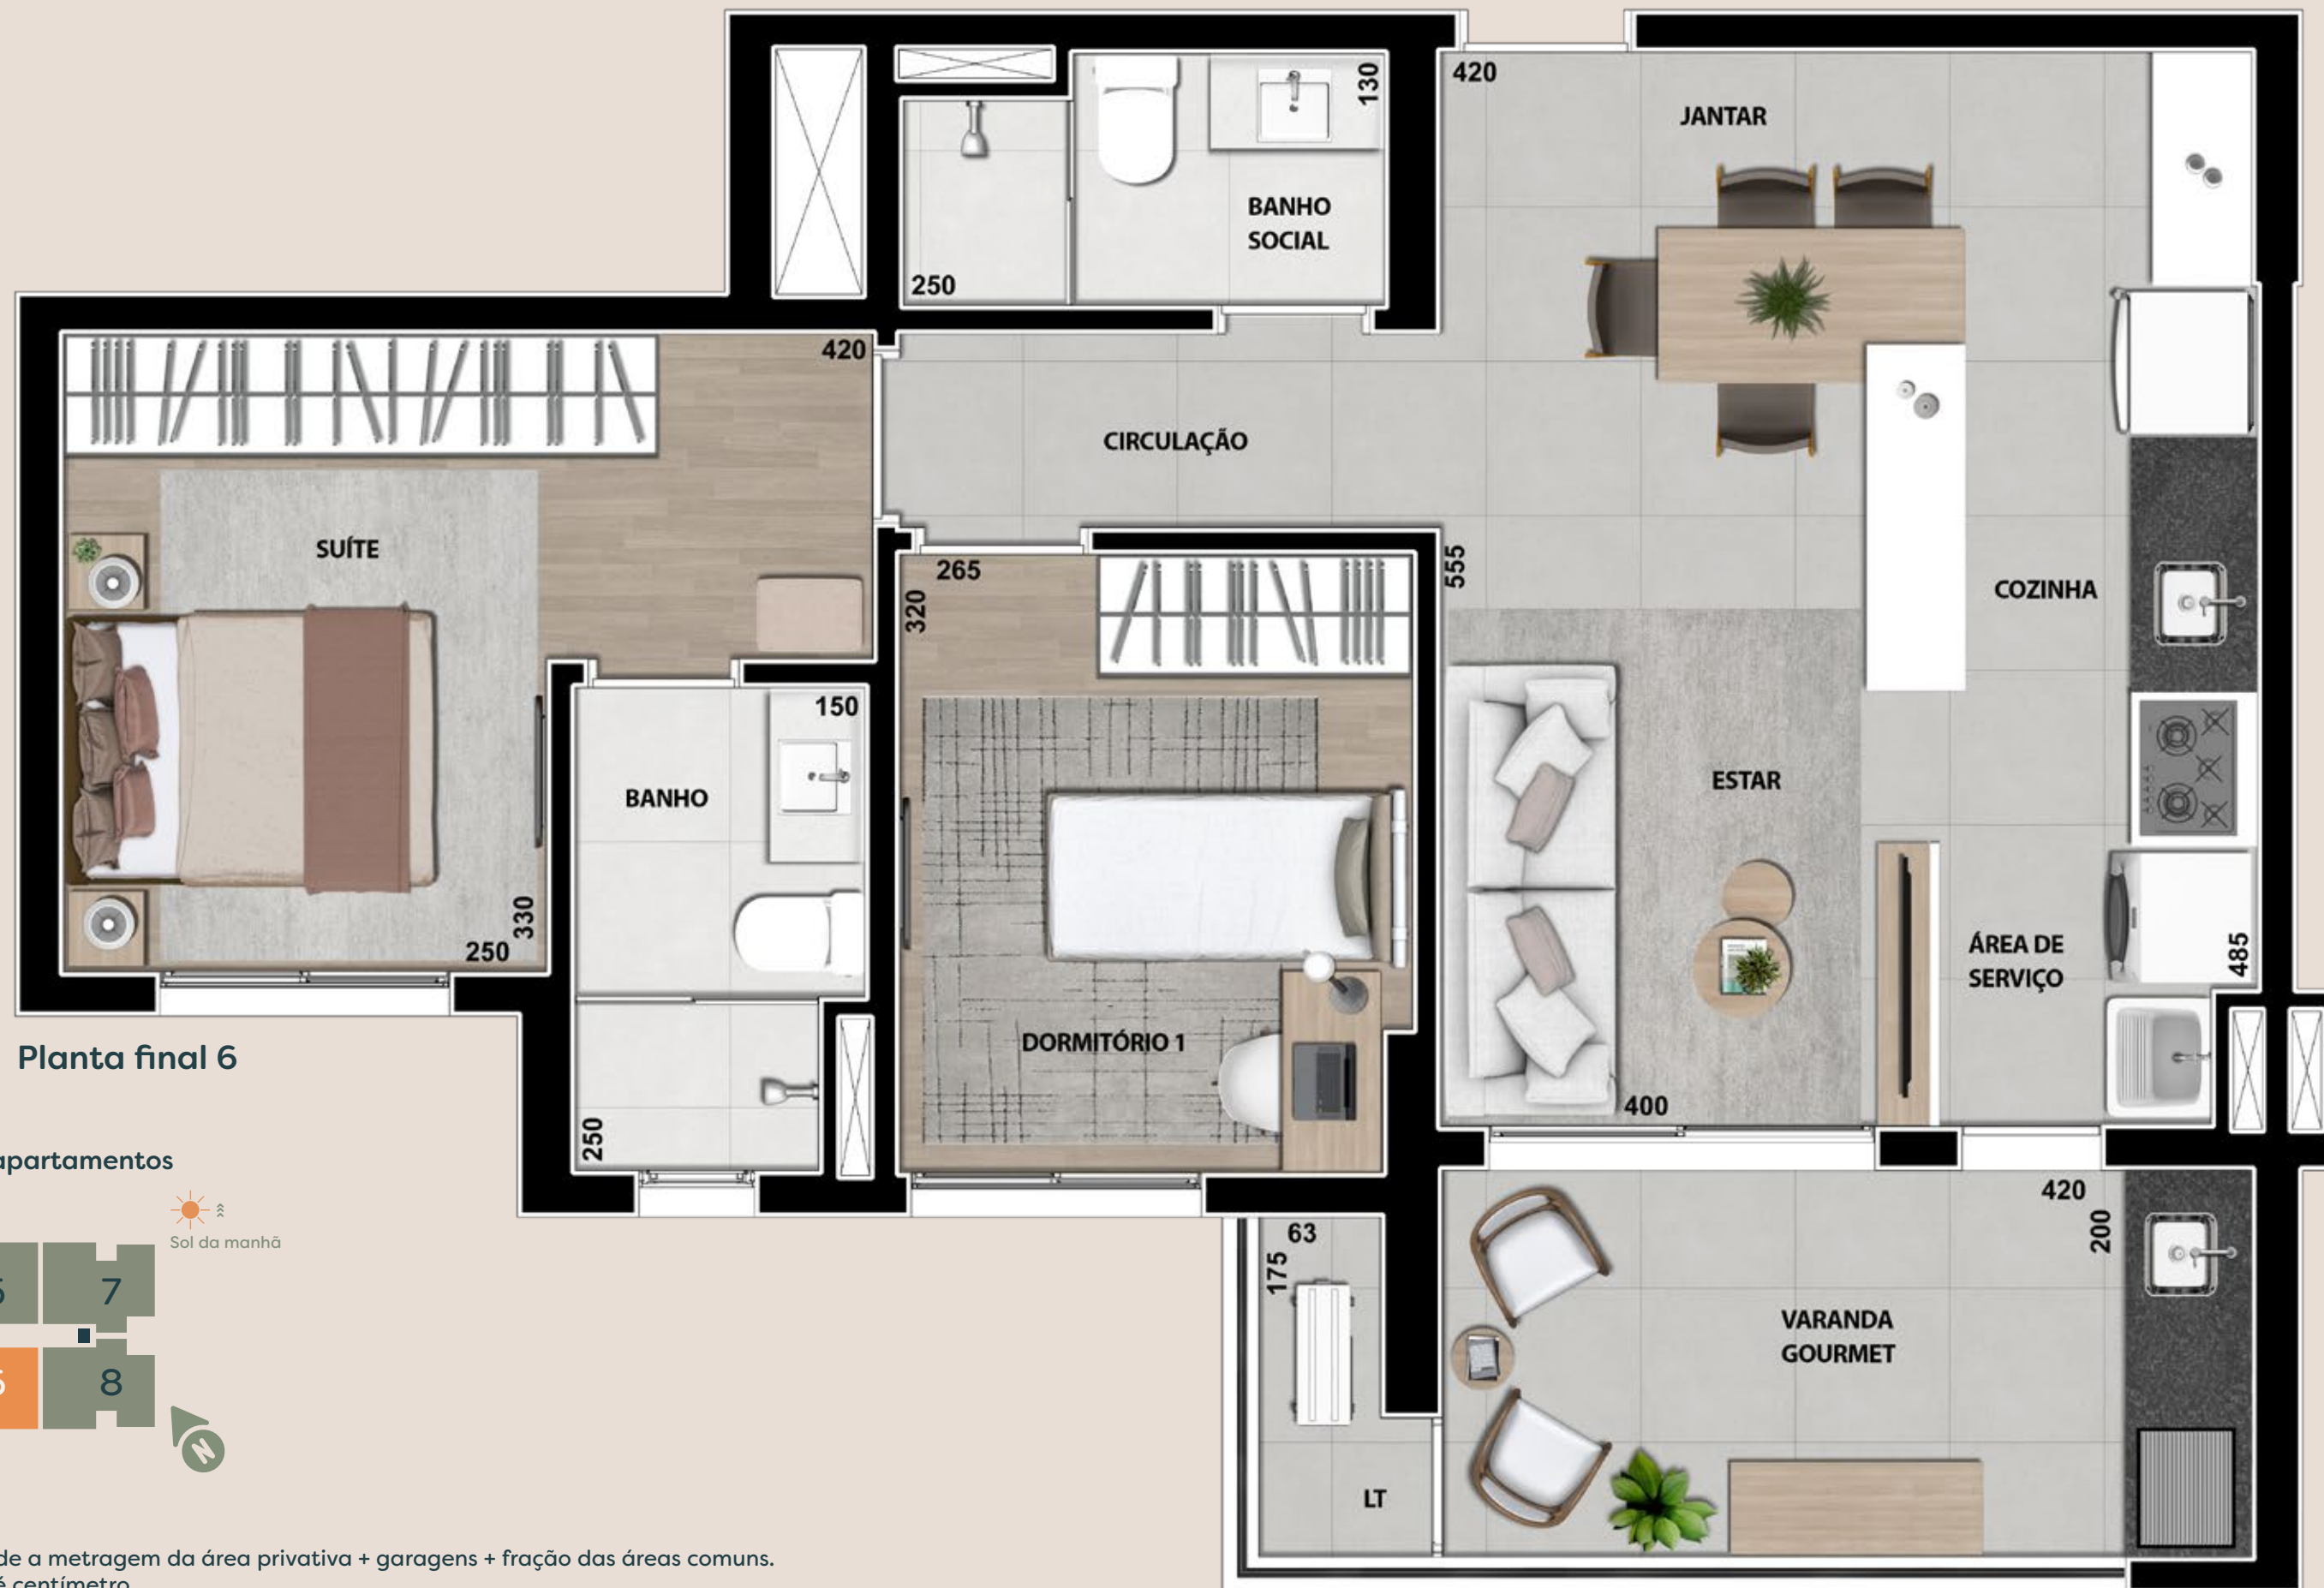 420
JANTAR
130
BANHO
SOCIAL
250
420
CIRCULAÇÃO
SUÍTE
265
320
555
COZINHA
150
BANHO
ESTAR
330
250
ÁREA DE
SERVIÇO
485
DORMITÓRIO 1
400
250
Planta final 6
apartamentos
Sol da manhã
7
6
8
N
63
175
420
200
VARANDA
GOURMET
LT
de a metragem da área privativa + garagens + fração das áreas comuns.
é centímetro